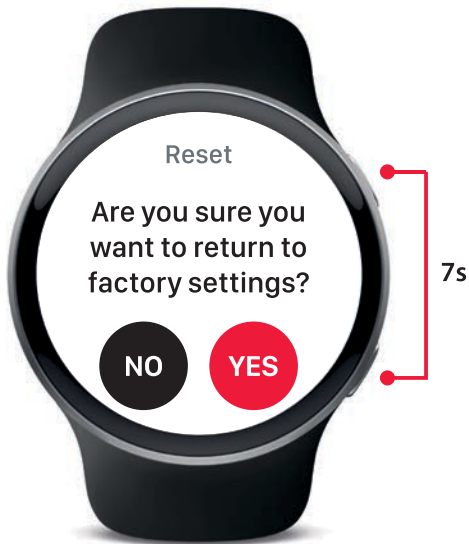 Reset
Are you sure you
want to return to
factory settings?
NO YES
7s